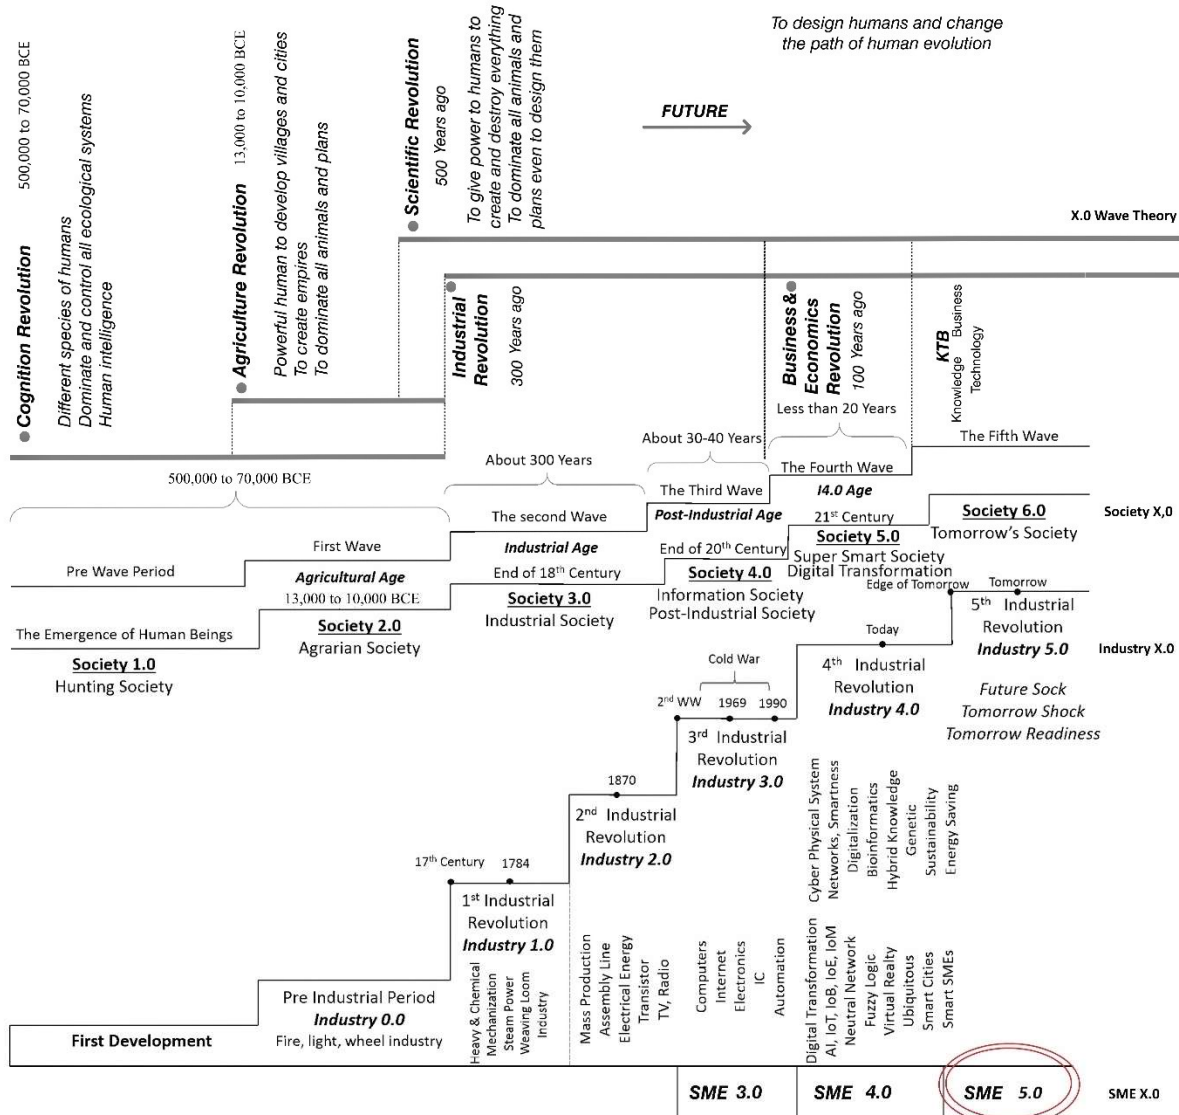 To design humans and change
the path of human evolution
FUTURE
Cognition Revolution 500,000 to 70,000 BCE
Different species of humans
Dominate and control all ecological systems
Human intelligence
Agriculture Revolution 13,000 to 10,000 BCE
Powerful human to develop villages and cities
To create empires
To dominate all animals and plans
Scientific Revolution
500 Years ago
To give power to humans to
create and destroy everything
To dominate all animals and
plans even to design them
X.0 Wave Theory
Industrial
Revolution
300 Years ago
Business &
Economics
Revolution
100 Years ago
KTB
Knowledge Business
Technology
500,000 to 70,000 BCE
About 300 Years
About 30-40 Years
Less than 20 Years
Pre Wave Period
First Wave
Agricultural Age
The second Wave
Industrial Age
The Third Wave
Post-Industrial Age
The Fourth Wave
I4.0 Age
The Fifth Wave
The Emergence of Human Beings
Society 1.0
Hunting Society
13,000 to 10,000 BCE
Society 2.0
Agrarian Society
End of 18th Century
Society 3.0
Industrial Society
End of 20th Century
Society 4.0
Information Society
Post-Industrial Society
21st Century
Society 5.0
Super Smart Society
Digital Transformation
Society 6.0
Tomorrow's Society
Society X,0
First Development
Pre Industrial Period
Industry 0.0
Fire, light, wheel industry
17th Century
1784
1st Industrial
Revolution
Industry 1.0
Heavy & Chemical
Mechanization
Steam Power
Weaving Loom
Industry
1870
2nd Industrial
Revolution
Industry 2.0
Mass Production
Assembly Line
Electrical Energy
Transistor
TV, Radio
Cold War
2nd WW
1969
1990
3rd Industrial
Revolution
Industry 3.0
Computers
Internet
Electronics
IC
Automation
Today
4th Industrial
Revolution
Industry 4.0
Cyber Physical System
Networks, Smartness
Digitalization
Bioinformatics
Hybrid Knowledge
Genetic
Sustainability
Energy Saving
Digital Transformation
AI, IoT, IoB, IoE, IoM
Neutral Network
Fuzzy Logic
Virtual Realty
Ubiquitous
Smart Cities
Smart SMEs
Edge of Tomorrow
Tomorrow
5th Industrial
Revolution
Industry 5.0
Future Sock
Tomorrow Shock
Tomorrow Readiness
Industry X.0
SME 3.0
SME 4.0
SME 5.0
SME X.0